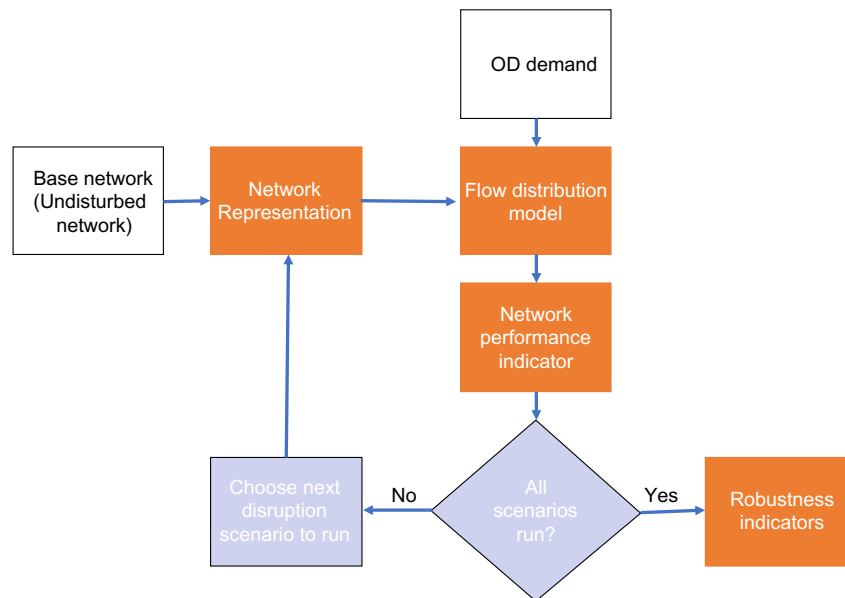 OD demand
Base network
(Undisturbed
network)
Network
Representation
Flow distribution
model
Network
performance
indicator
Choose next
disruption
scenario to run
No
All
scenarios
run?
Yes
Robustness
indicators